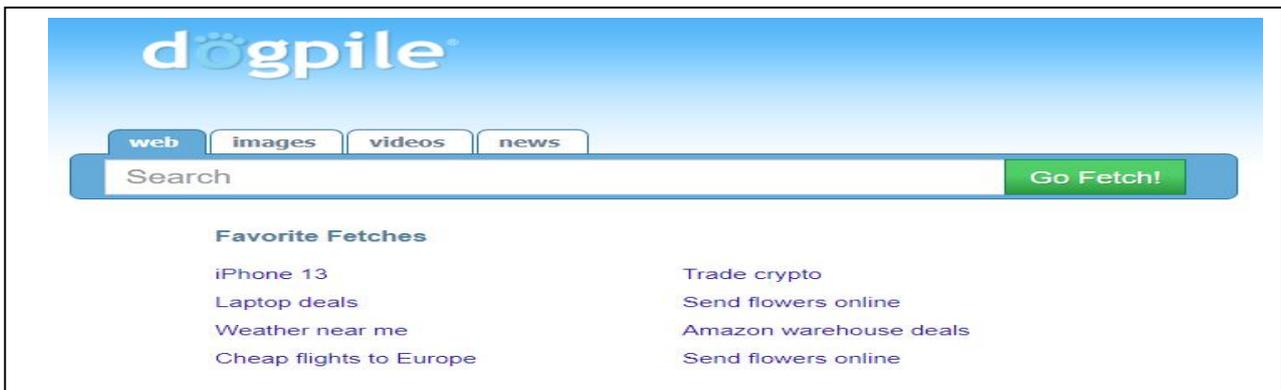 dogpile®
web images videos news
Search Go Fetch!
Favorite Fetches
iPhone 13 Trade crypto
Laptop deals Send flowers online
Weather near me Amazon warehouse deals
Cheap flights to Europe Send flowers online